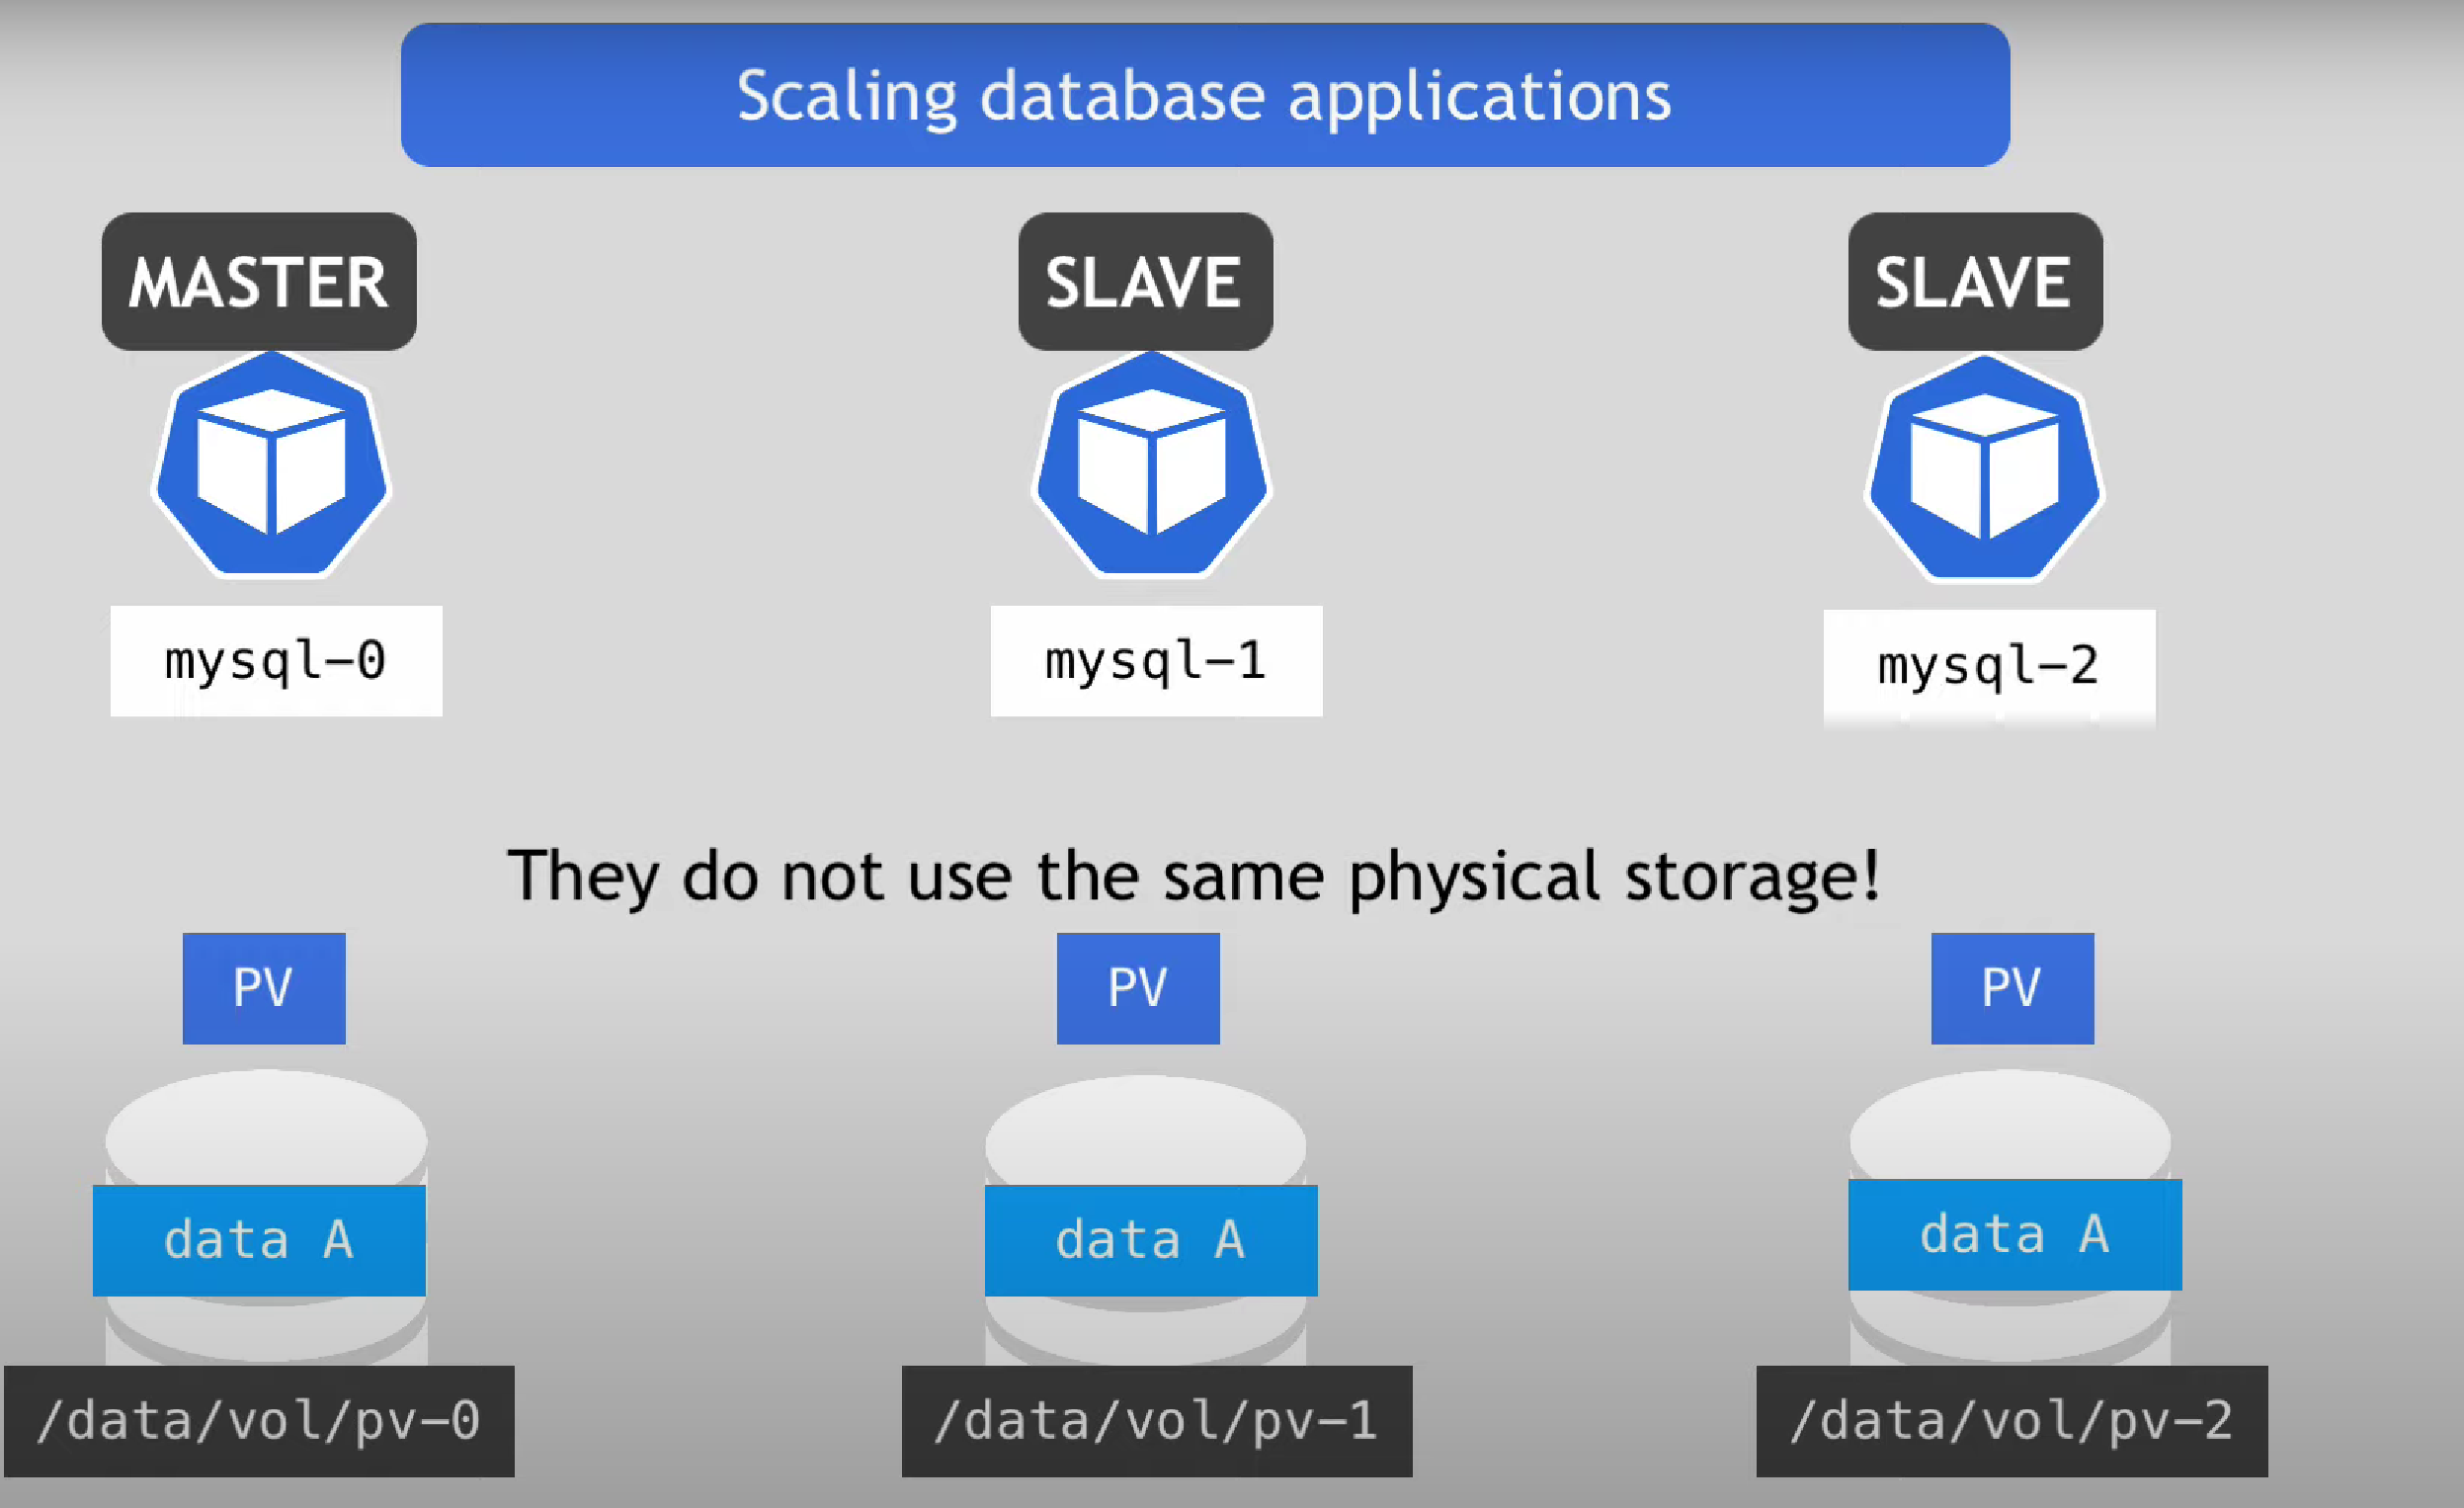 Scaling database applications
MASTER
SLAVE
SLAVE
mysql-0
mysql-1
mysql-2
They do not use the same physical storage!
PV
PV
PV
data A
data A
data A
/data/vol/pv-0
/data/vol/pv-1
/data/vol/pv-2